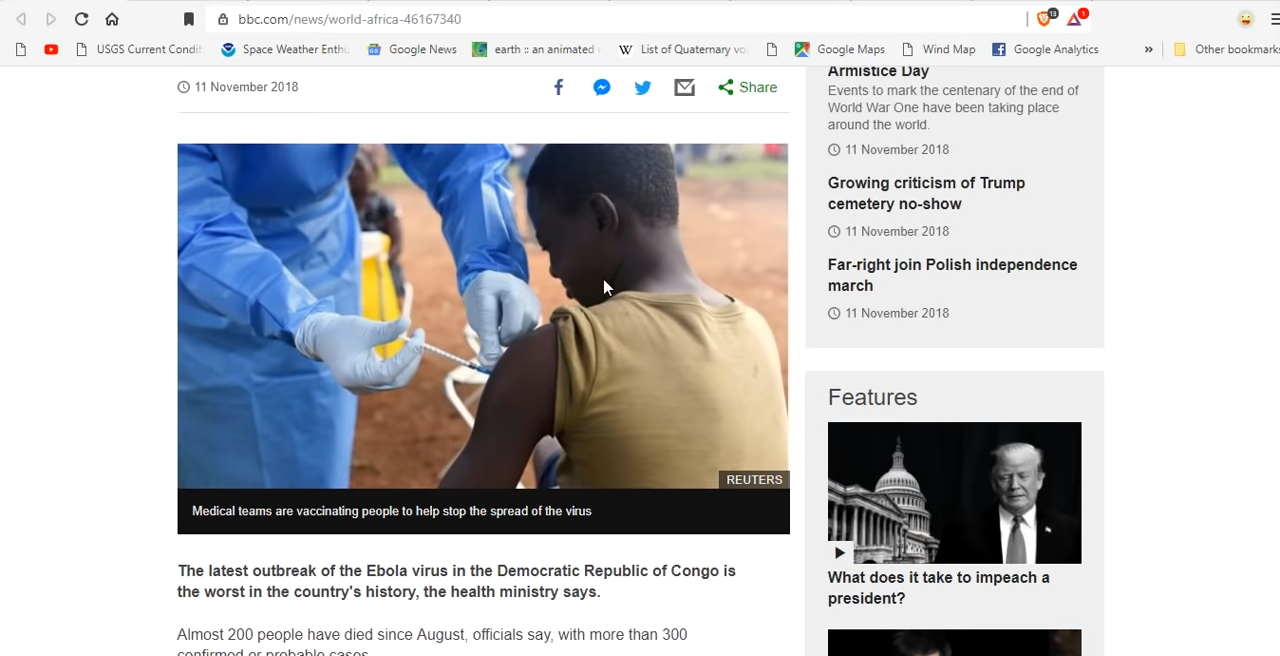 bbc.com/news/world-africa-46167340
13
1
USGS Current Condit
Space Weather Enthu
Google News
earth :: an animated
List of Quaternary vo
Google Maps
Wind Map
Google Analytics
»
Other bookmarks
11 November 2018
Share
REUTERS
Medical teams are vaccinating people to help stop the spread of the virus
The latest outbreak of the Ebola virus in the Democratic Republic of Congo is
the worst in the country's history, the health ministry says.
Almost 200 people have died since August, officials say, with more than 300
confirmed or probable cases.
Armistice Day
Events to mark the centenary of the end of
World War One have been taking place
around the world.
11 November 2018
Growing criticism of Trump
cemetery no-show
11 November 2018
Far-right join Polish independence
march
11 November 2018
Features
What does it take to impeach a
president?